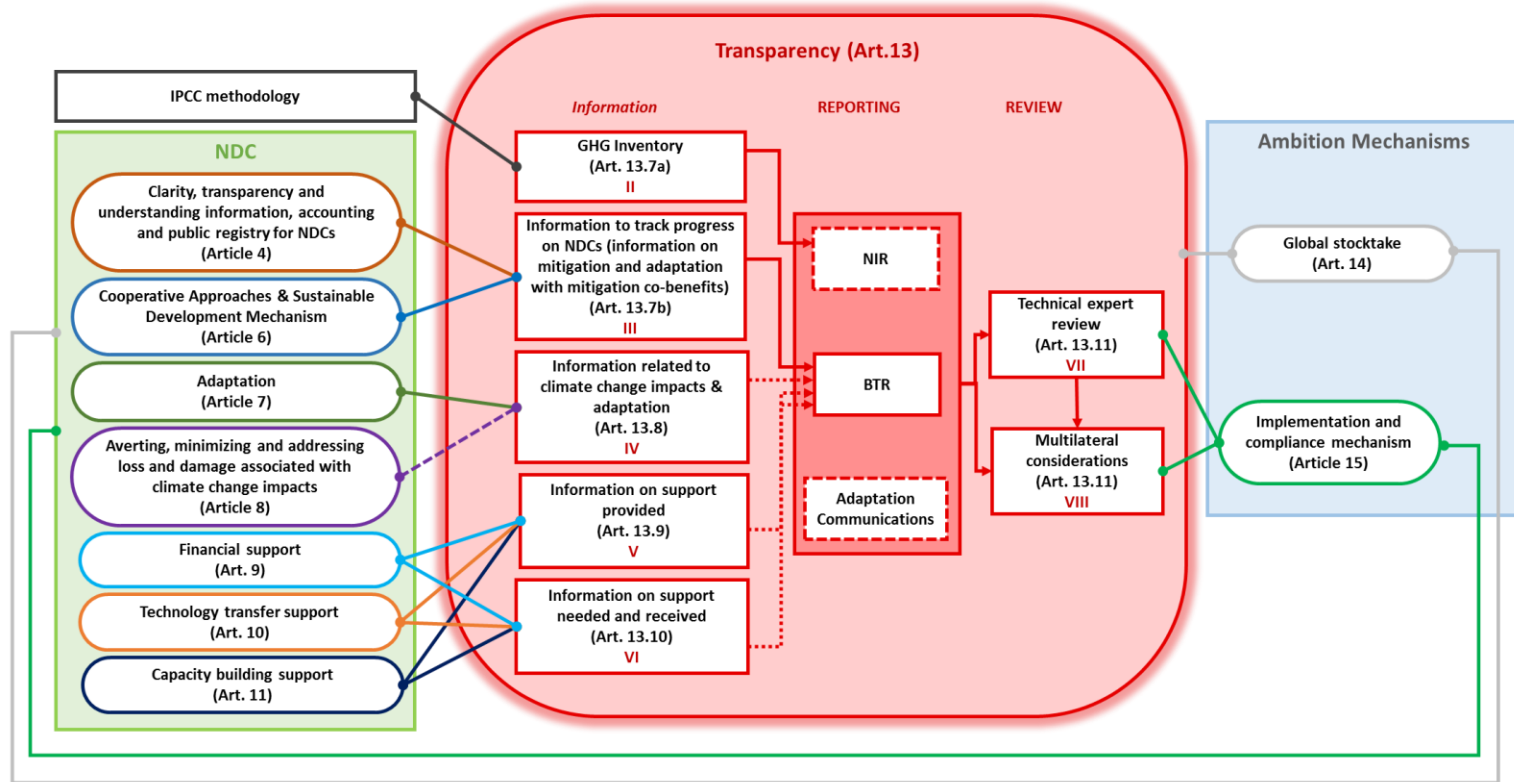 Transparency (Art.13)
IPCC methodology
Information
REPORTING
REVIEW
NDC
Clarity, transparency and
understanding information, accounting
and public registry for NDCs
(Article 4)
Cooperative Approaches & Sustainable
Development Mechanism
(Article 6)
Adaptation
(Article 7)
Averting, minimizing and addressing
loss and damage associated with
climate change impacts
(Article 8)
Financial support
(Art. 9)
Technology transfer support
(Art. 10)
Capacity building support
(Art. 11)
GHG Inventory
(Art. 13.7a)
II
Information to track progress
on NDCs (information on
mitigation and adaptation
with mitigation co-benefits)
(Art. 13.7b)
III
Information related to
climate change impacts &
adaptation
(Art. 13.8)
IV
Information on support
provided
(Art. 13.9)
V
Information on support
needed and received
(Art. 13.10)
VI
NIR
BTR
Adaptation
Communications
Technical expert
review
(Art. 13.11)
VII
Multilateral
considerations
(Art. 13.11)
VIII
Ambition Mechanisms
Global stocktake
(Art. 14)
Implementation and
compliance mechanism
(Article 15)